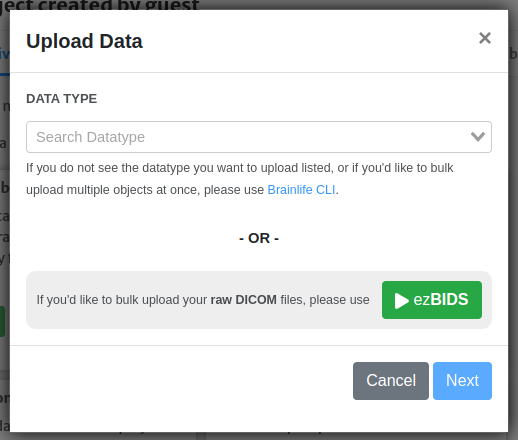 ject created by guest
Upload Data
×
DATA TYPE
Search Datatype
If you do not see the datatype you want to upload listed, or if you'd like to bulk
upload multiple objects at once, please use Brainlife CLI.
- OR -
If you'd like to bulk upload your raw DICOM files, please use
ezBIDS
Cancel
Next